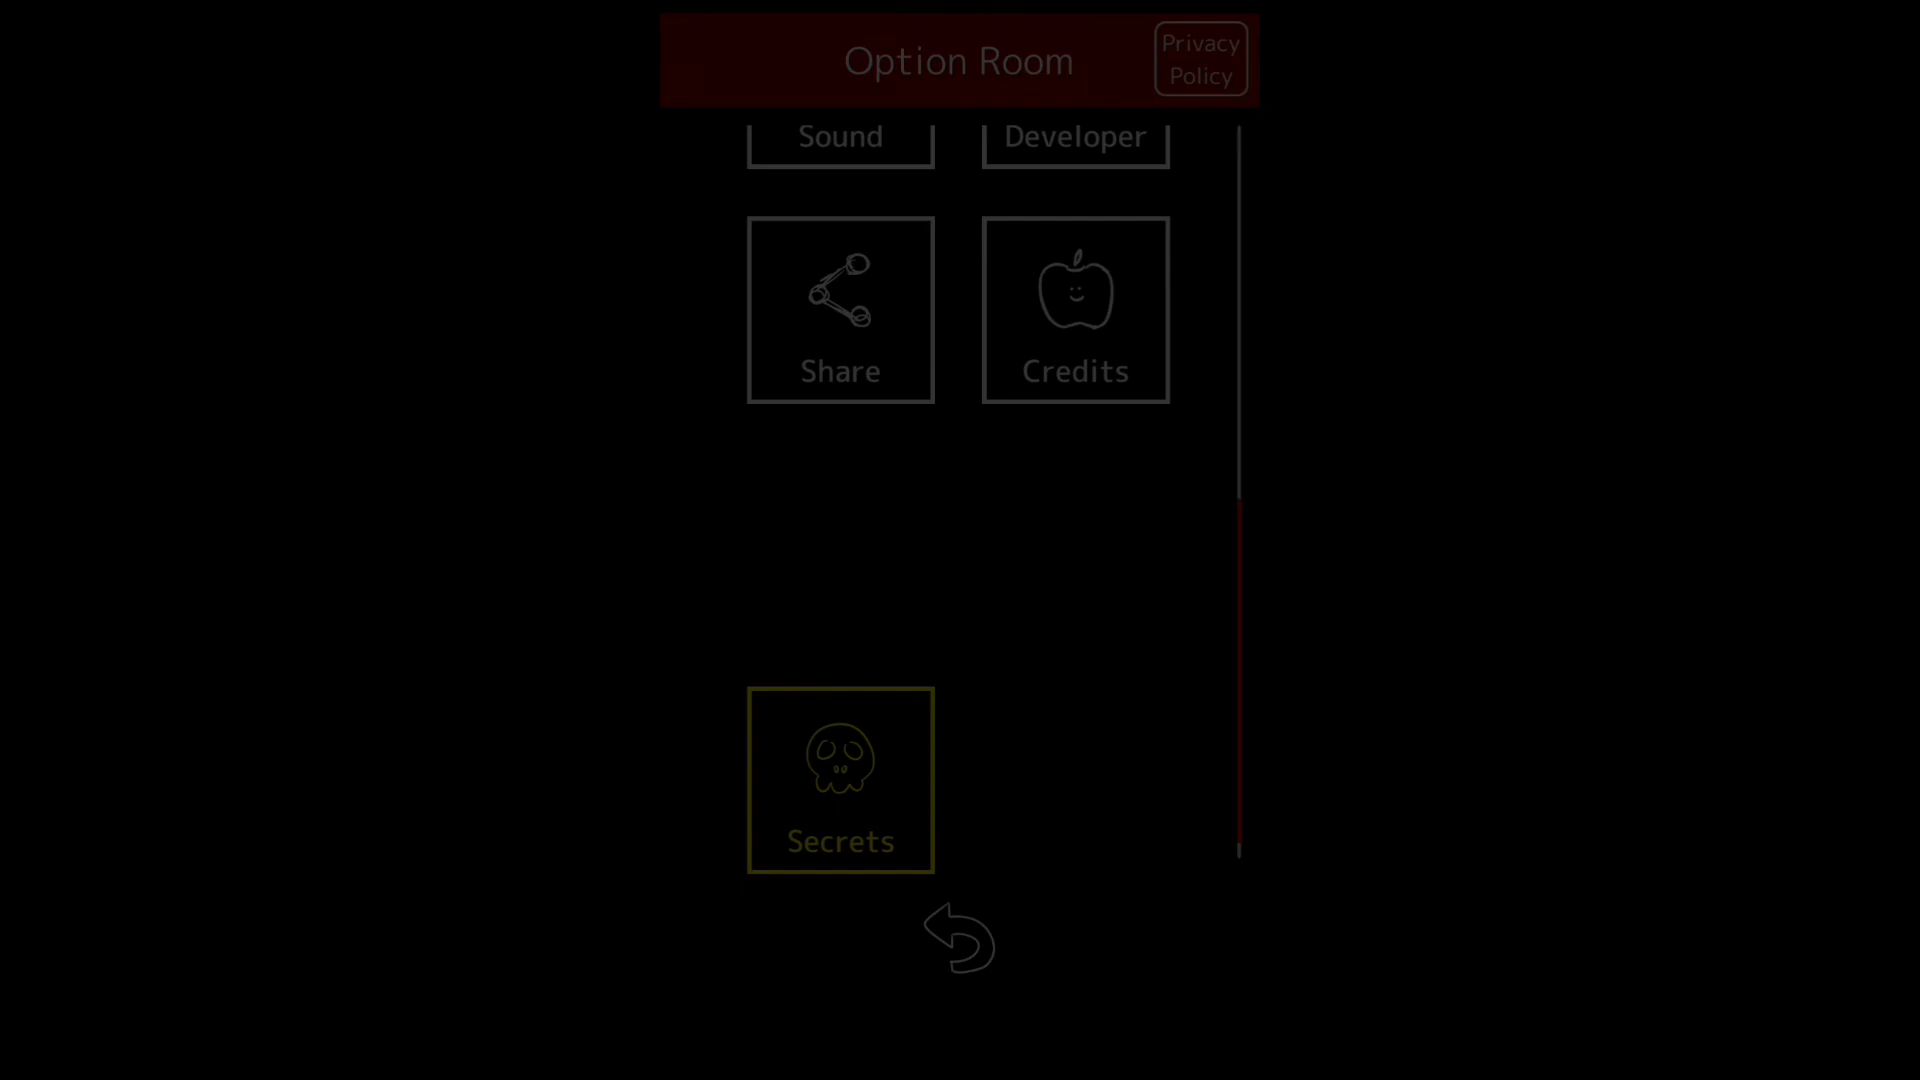 Option Room
Privacy
Policy
Sound
Developer
Share
Credits
Secrets